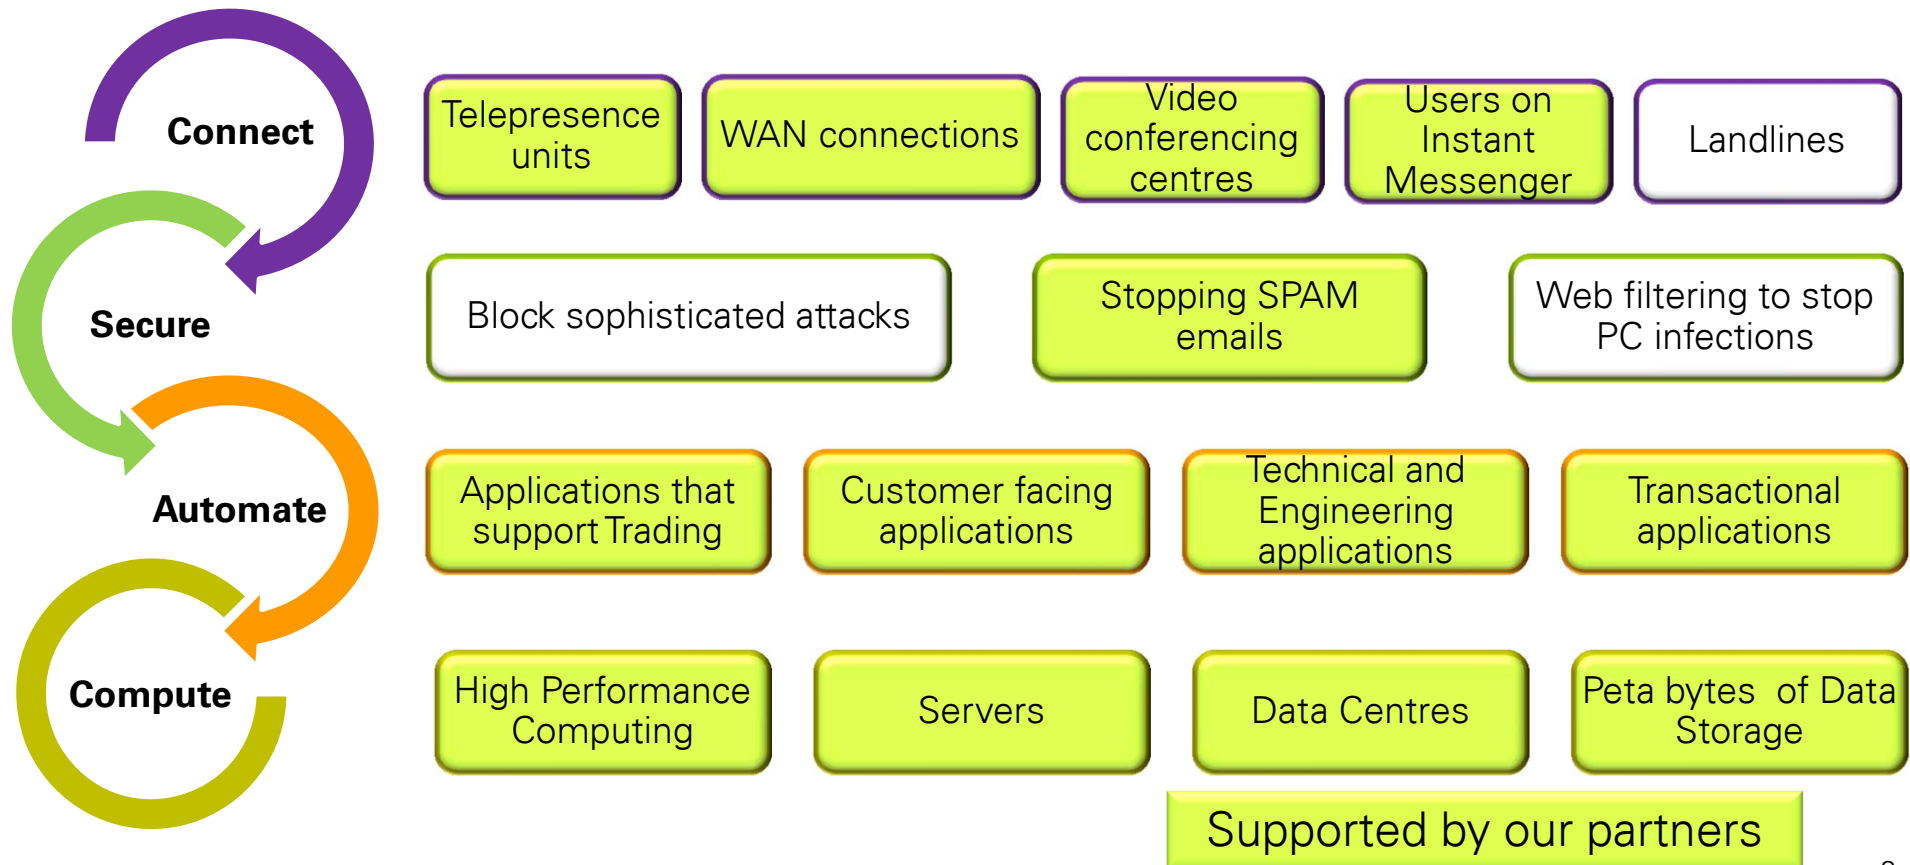 Connect
Telepresence
units
WAN connections
Video
conferencing
centres
Users on
Instant
Messenger
Landlines
Secure
Block sophisticated attacks
Stopping SPAM
emails
Web filtering to stop
PC infections
Automate
Applications that
support Trading
Customer facing
applications
Technical and
Engineering
applications
Transactional
applications
Compute
High Performance
Computing
Servers
Data Centres
Peta bytes  of Data
Storage
Supported by our partners